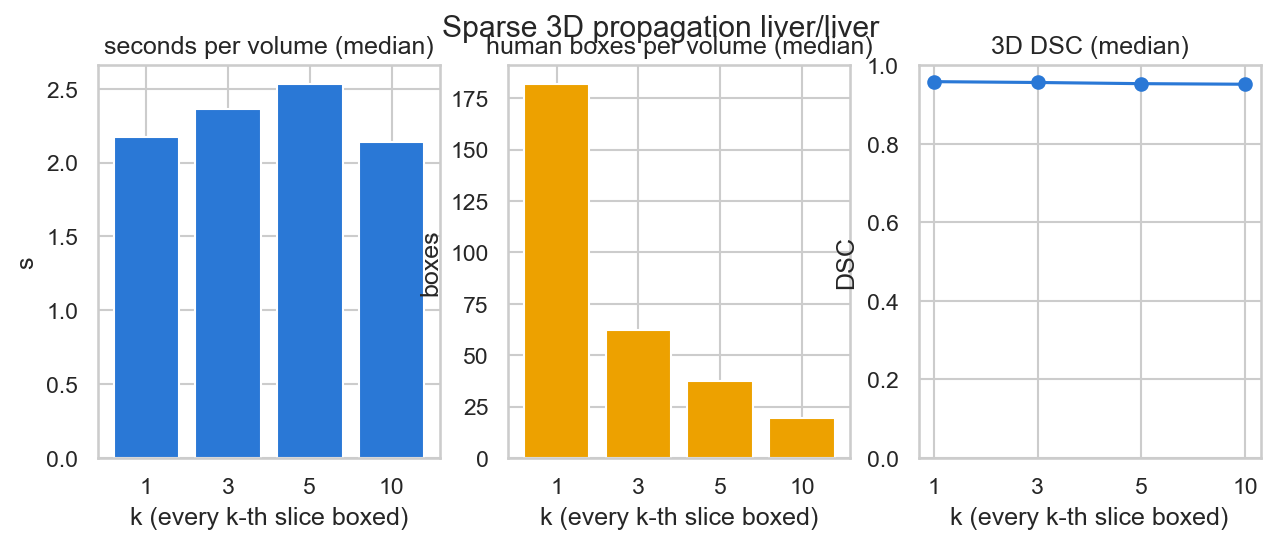 Sparse 3D propagation liver/liver
seconds per volume (median)
s
2.5
2.0
1.5
1.0
0.5
0.0
1 3 5 10
k (every k-th slice boxed)
human boxes per volume (median)
boxes
175
150
125
100
75
50
25
0
1 3 5 10
k (every k-th slice boxed)
3D DSC (median)
DSC
1.0
0.8
0.6
0.4
0.2
0.0
1 3 5 10
k (every k-th slice boxed)